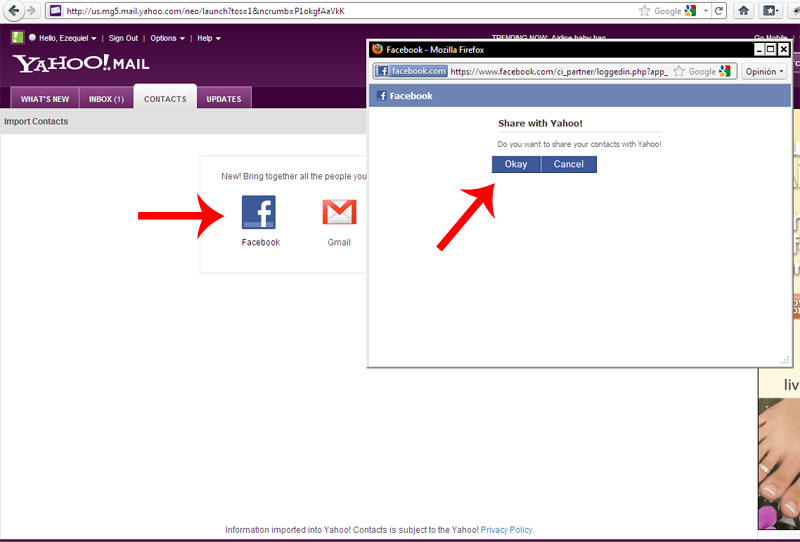 http://us.mg5.mail.yahoo.com/neo/launch?tos=1&ncrumb=P1okgfAaVkK
Google
Hello, Ezequiel | Sign Out | Options | Help
TRENDING NOW: Airline baby ban
Go Mobile
YAHOO! MAIL
WHAT'S NEW
INBOX (1)
CONTACTS
UPDATES
Import Contacts
New! Bring together all the people you
Facebook
Gmail
Facebook - Mozilla Firefox
facebook.com https://www.facebook.com/ci_partner/loggedin.php?app_
Google
Opinión
Facebook
Share with Yahoo!
Do you want to share your contacts with Yahoo!
Okay
Cancel
liv
Information imported into Yahoo! Contacts is subject to the Yahoo! Privacy Policy.